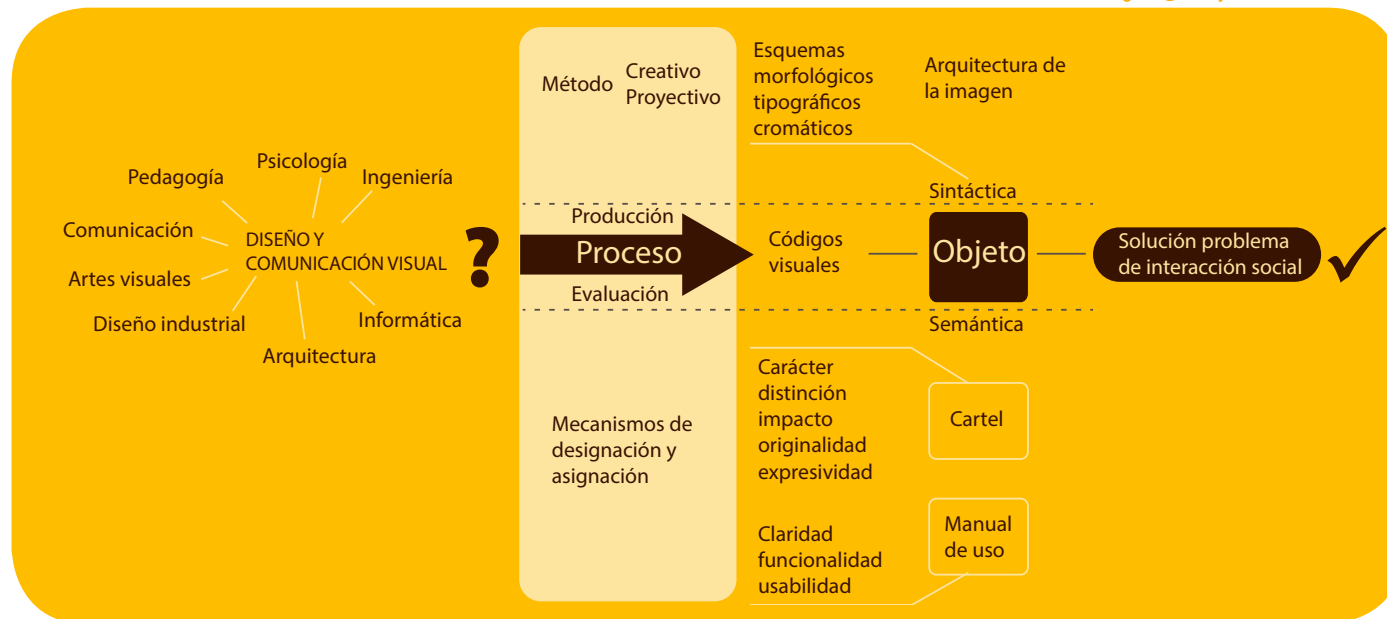 Psicología
Pedagogía
Ingeniería
Comunicación
DISEÑO Y
COMUNICACIÓN VISUAL
Artes visuales
Diseño industrial
Informática
Arquitectura
?
Método
Creativo
Proyectivo
Producción
Proceso
Evaluación
Mecanismos de
designación y
asignación
Esquemas
morfológicos
tipográficos
cromáticos
Arquitectura de
la imagen
Sintáctica
Códigos
visuales
Objeto
Solución problema
de interacción social
Semántica
Carácter
distinción
impacto
originalidad
expresividad
Cartel
Claridad
funcionalidad
usabilidad
Manual
de uso